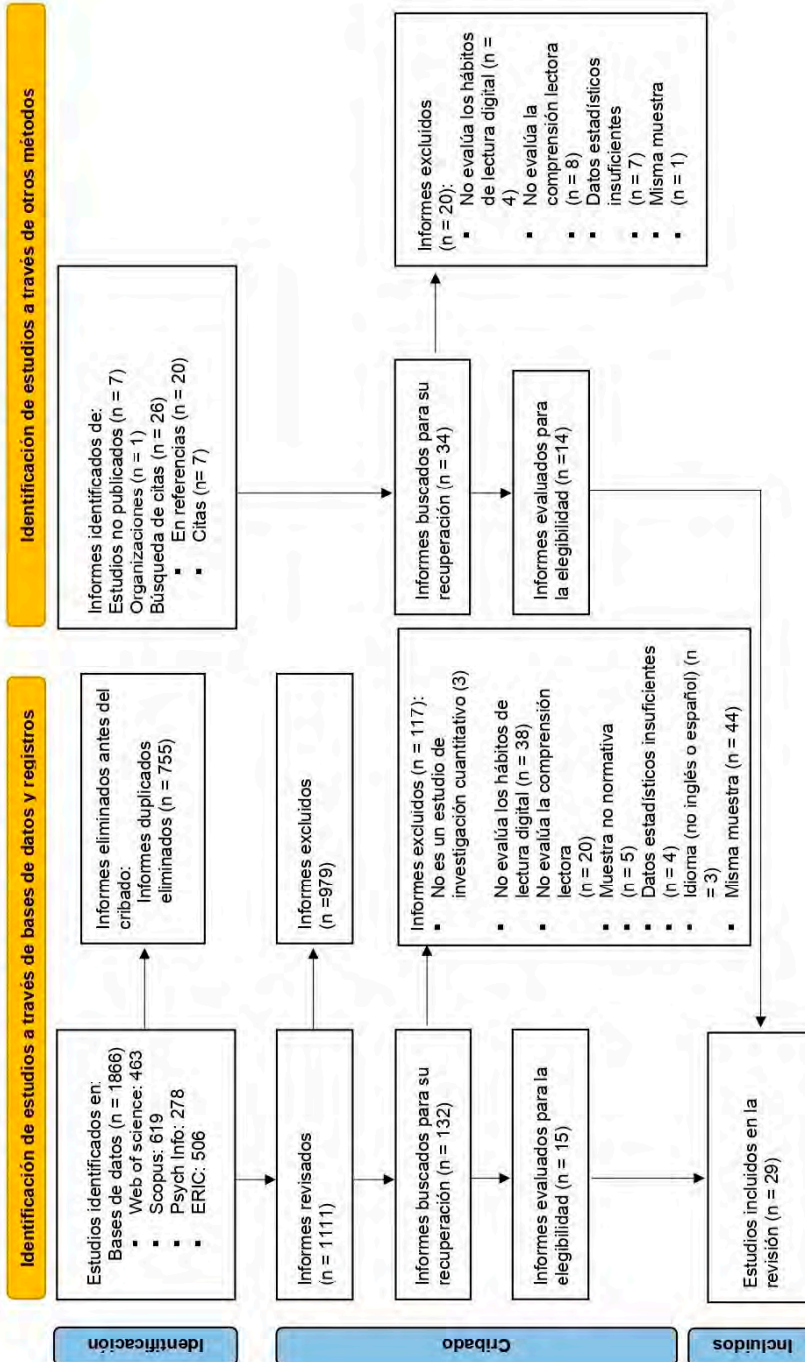 Identificación de estudios a través de bases de datos y registros
Identificación de estudios a través de otros métodos
Identificación
Estudios identificados en:
Bases de datos (n = 1866)
▪ Web of science: 463
▪ Scopus: 619
▪ Psych Info: 278
▪ ERIC: 506
Informes eliminados antes del
cribado:
Informes duplicados
eliminados (n = 755)
Informes identificados de:
Estudios no publicados (n = 7)
Organizaciones (n = 1)
Búsqueda de citas (n = 26)
▪ En referencias (n = 20)
▪ Citas (n= 7)
Cribado
Informes revisados
(n = 1111)
Informes excluidos
(n =979)
Informes buscados para su
recuperación (n = 132)
Informes excluidos (n = 117):
▪ No es un estudio de
investigación cuantitativo (3)
▪ No evalúa los hábitos de
lectura digital (n = 38)
▪ No evalúa la comprensión
lectora
(n = 20)
▪ Muestra no normativa
▪ (n = 5)
▪ Datos estadísticos insuficientes
▪ (n = 4)
▪ Idioma (no inglés o español) (n
= 3)
▪ Misma muestra (n = 44)
Informes evaluados para la
elegibilidad (n = 15)
Informes buscados para su
recuperación (n = 34)
Informes excluidos
(n = 20):
▪ No evalúa los hábitos
de lectura digital (n =
4)
▪ No evalúa la
comprensión lectora
(n = 8)
▪ Datos estadísticos
insuficientes
(n = 7)
▪ Misma muestra
(n = 1)
Informes evaluados para
la elegibilidad (n =14)
Incluidos
Estudios incluidos en la
revisión (n = 29)